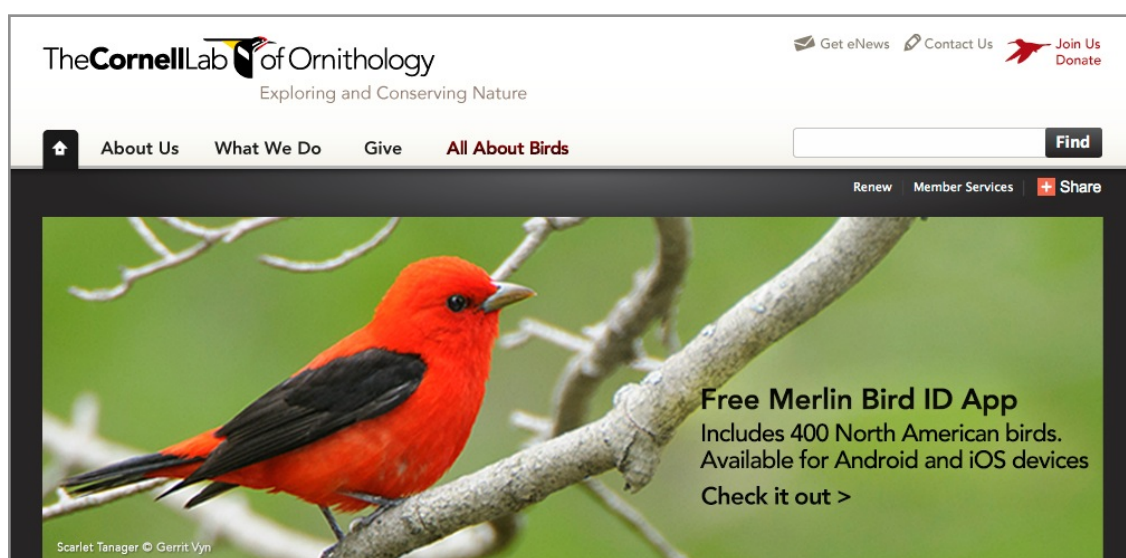 TheCornellLab of Ornithology
Exploring and Conserving Nature
Get eNews
Contact Us
Join Us
Donate
About Us
What We Do
Give
All About Birds
Find
Renew
Member Services
Share
Free Merlin Bird ID App
Includes 400 North American birds.
Available for Android and iOS devices
Check it out >
Scarlet Tanager © Gerrit Vyn